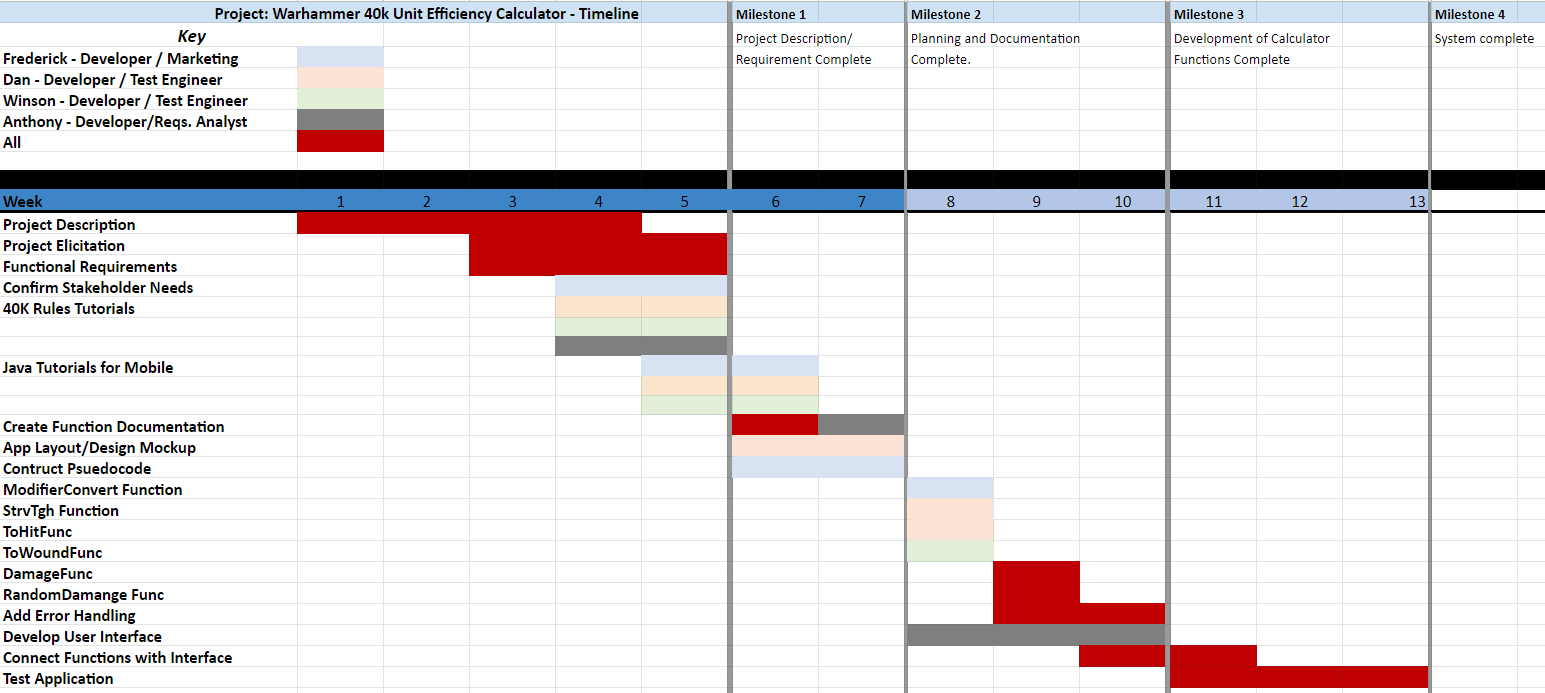 Project: Warhammer 40k Unit Efficiency Calculator - Timeline
Milestone 1
Milestone 2
Milestone 3
Milestone 4
Key
Project Description/
Requirement Complete
Planning and Documentation
Complete.
Development of Calculator
Functions Complete
System complete
Frederick - Developer / Marketing
Dan - Developer / Test Engineer
Winson - Developer / Test Engineer
Anthony - Developer/Reqs. Analyst
All
Week 1 2 3 4 5 6 7 8 9 10 11 12 13
Project Description
Project Elicitation
Functional Requirements
Confirm Stakeholder Needs
40K Rules Tutorials
Java Tutorials for Mobile
Create Function Documentation
App Layout/Design Mockup
Contruct Psuedocode
ModifierConvert Function
StrvTgh Function
ToHitFunc
ToWoundFunc
DamageFunc
RandomDamange Func
Add Error Handling
Develop User Interface
Connect Functions with Interface
Test Application